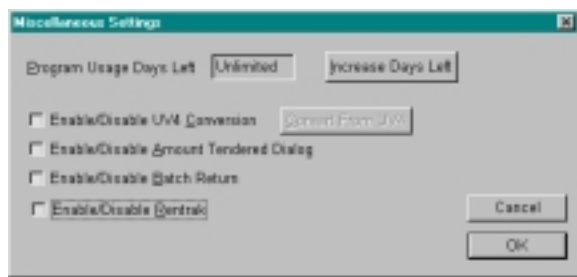 Miscellaneous Settings
Program Usage Days Left Unlimited Increase Days Left
Enable/Disable UV4 Conversion Convert From UV4
Enable/Disable Amount Tendered Dialog
Enable/Disable Batch Return
Enable/Disable Rentrak
Cancel
OK